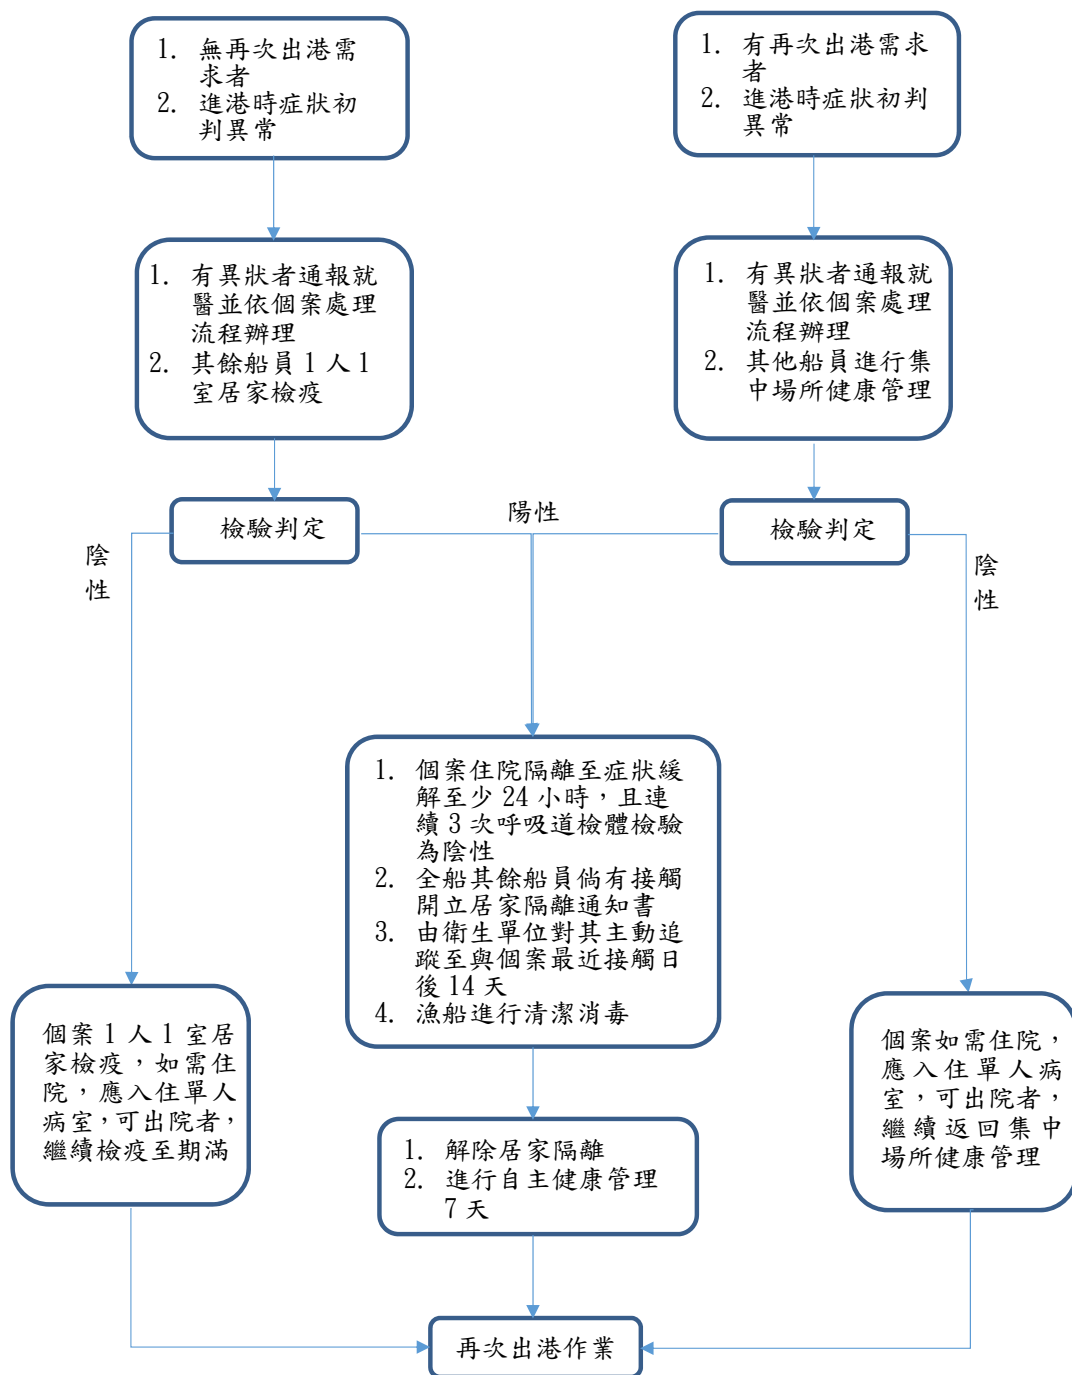 1. 無再次出港需
求者
2. 進港時症狀初
判異常
1. 有再次出港需求
者
2. 進港時症狀初判
異常
1. 有異狀者通報就
醫並依個案處理
流程辦理
2. 其餘船員1人1
室居家檢疫
1. 有異狀者通報就
醫並依個案處理
流程辦理
2. 其他船員進行集
中場所健康管理
檢驗判定
陽性
檢驗判定
陰
性
陰
性
1. 個案住院隔離至症狀緩
解至少24小時,且連
續3次呼吸道檢體檢驗
為陰性
2. 全船其餘船員倘有接觸
開立居家隔離通知書
3. 由衛生單位對其主動追
蹤至與個案最近接觸日
後14天
4. 漁船進行清潔消毒
個案1人1室居
家檢疫,如需住
院,應入住單人
病室,可出院者,
繼續檢疫至期滿
個案如需住院,
應入住單人病
室,可出院者,
繼續返回集中
場所健康管理
1. 解除居家隔離
2. 進行自主健康管理
7天
再次出港作業